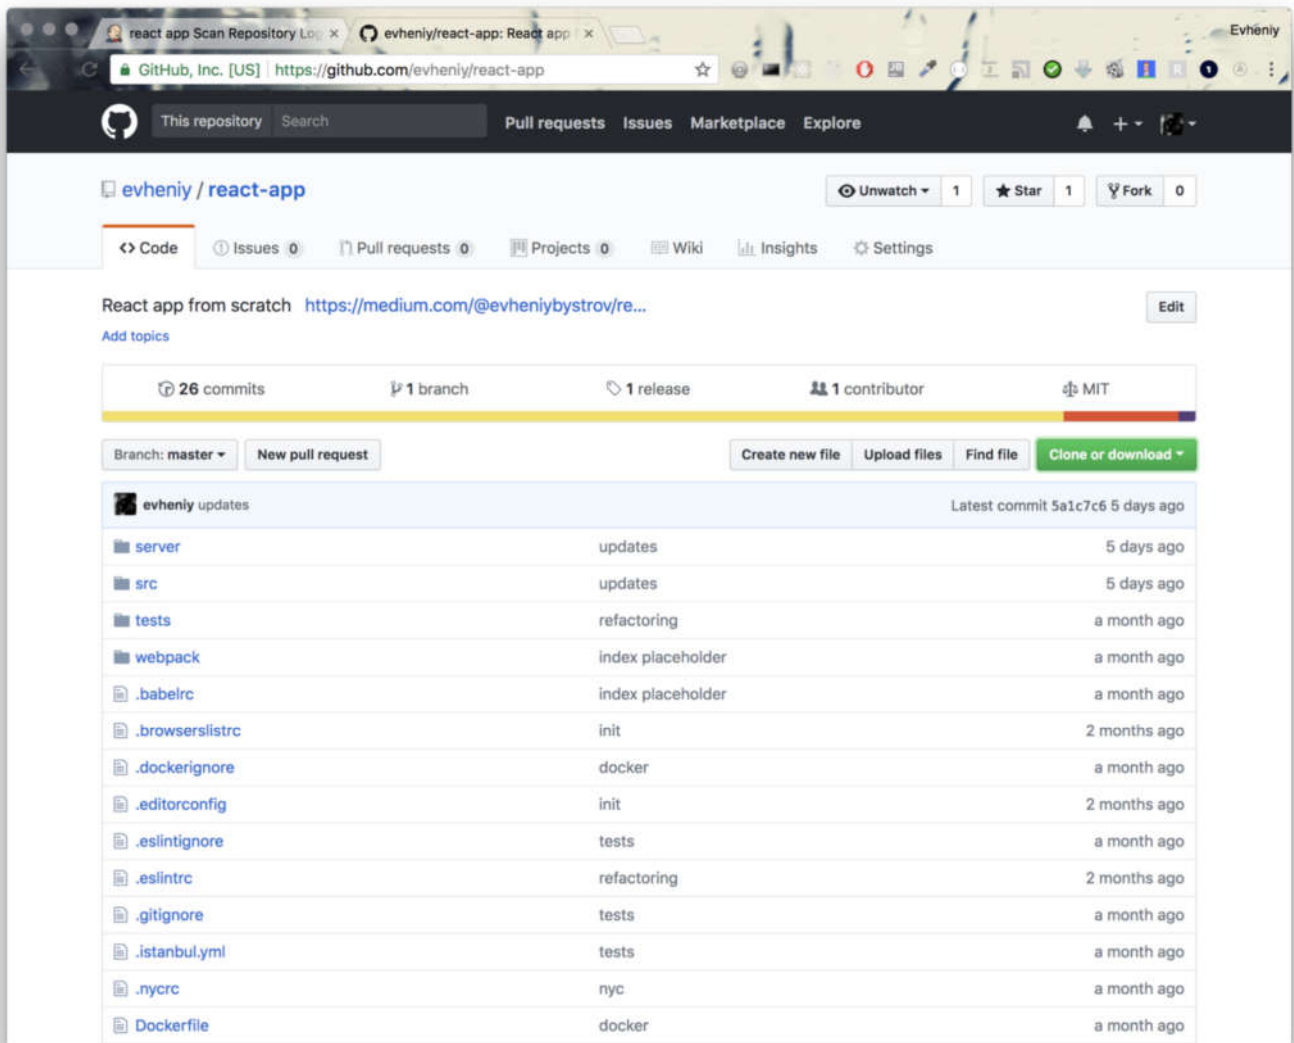 react app Scan Repository Log × evheniy/react-app: React app × Evheniy
GitHub, Inc. [US] https://github.com/evheniy/react-app
This repository Search Pull requests Issues Marketplace Explore
evheniy / react-app Unwatch 1 Star 1 Fork 0
<> Code Issues 0 Pull requests 0 Projects 0 Wiki Insights Settings
React app from scratch https://medium.com/@evheniybystrov/re... Edit
Add topics
26 commits 1 branch 1 release 1 contributor MIT
Branch: master New pull request Create new file Upload files Find file Clone or download
evheniy updates Latest commit 5a1c7c6 5 days ago
server updates 5 days ago
src updates 5 days ago
tests refactoring a month ago
webpack index placeholder a month ago
.babelrc index placeholder a month ago
.browserslistrc init 2 months ago
.dockerignore docker a month ago
.editorconfig init 2 months ago
.eslintignore tests a month ago
.eslintrc refactoring 2 months ago
.gitignore tests a month ago
.istanbul.yml tests a month ago
.nycrc nyc a month ago
Dockerfile docker a month ago